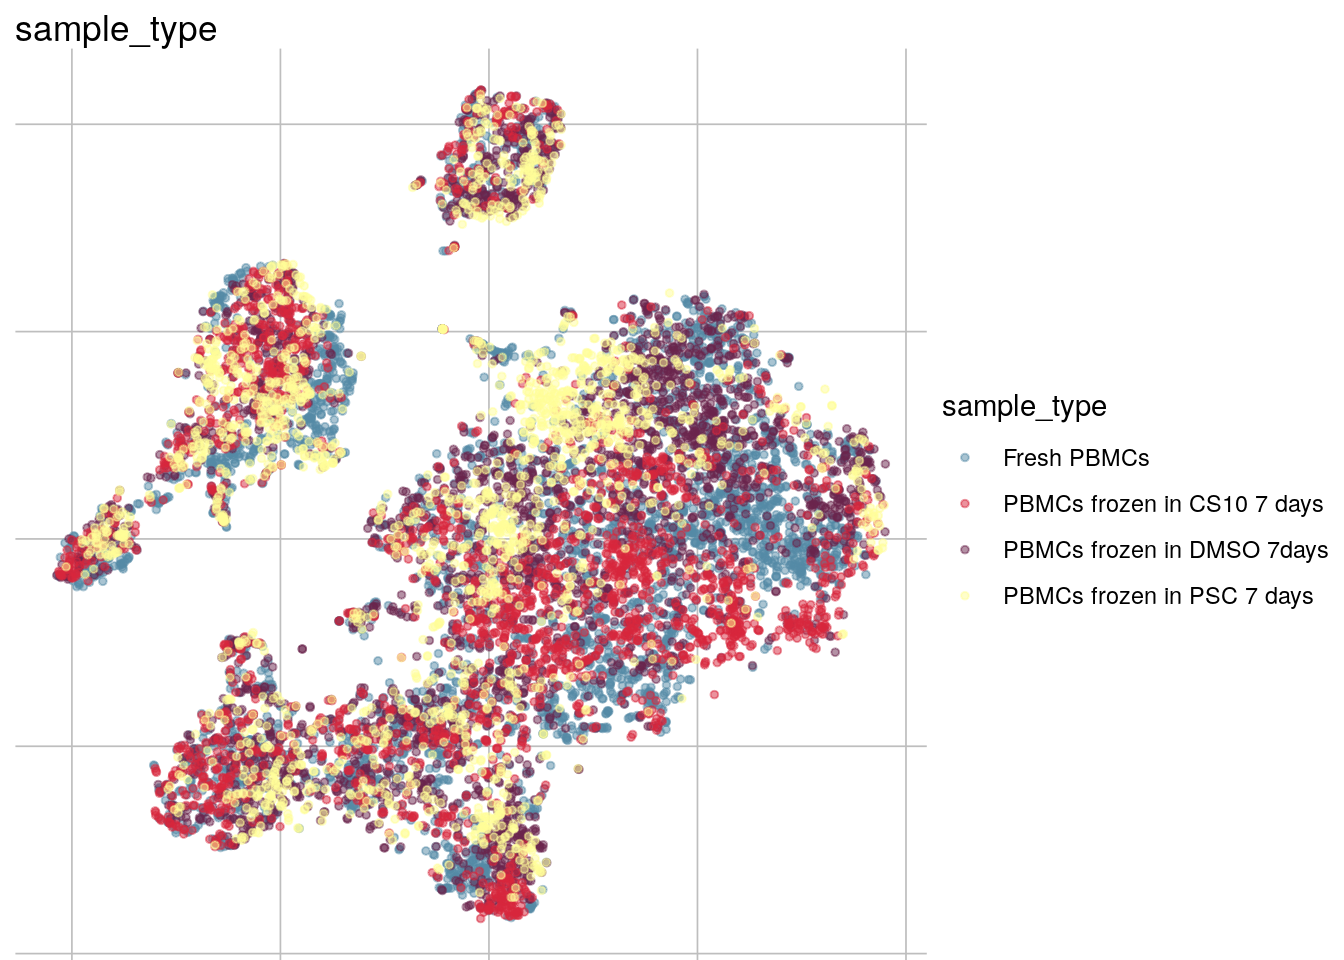 sample_type
sample_type
Fresh PBMCs
PBMCs frozen in CS10 7 days
PBMCs frozen in DMSO 7days
PBMCs frozen in PSC 7 days